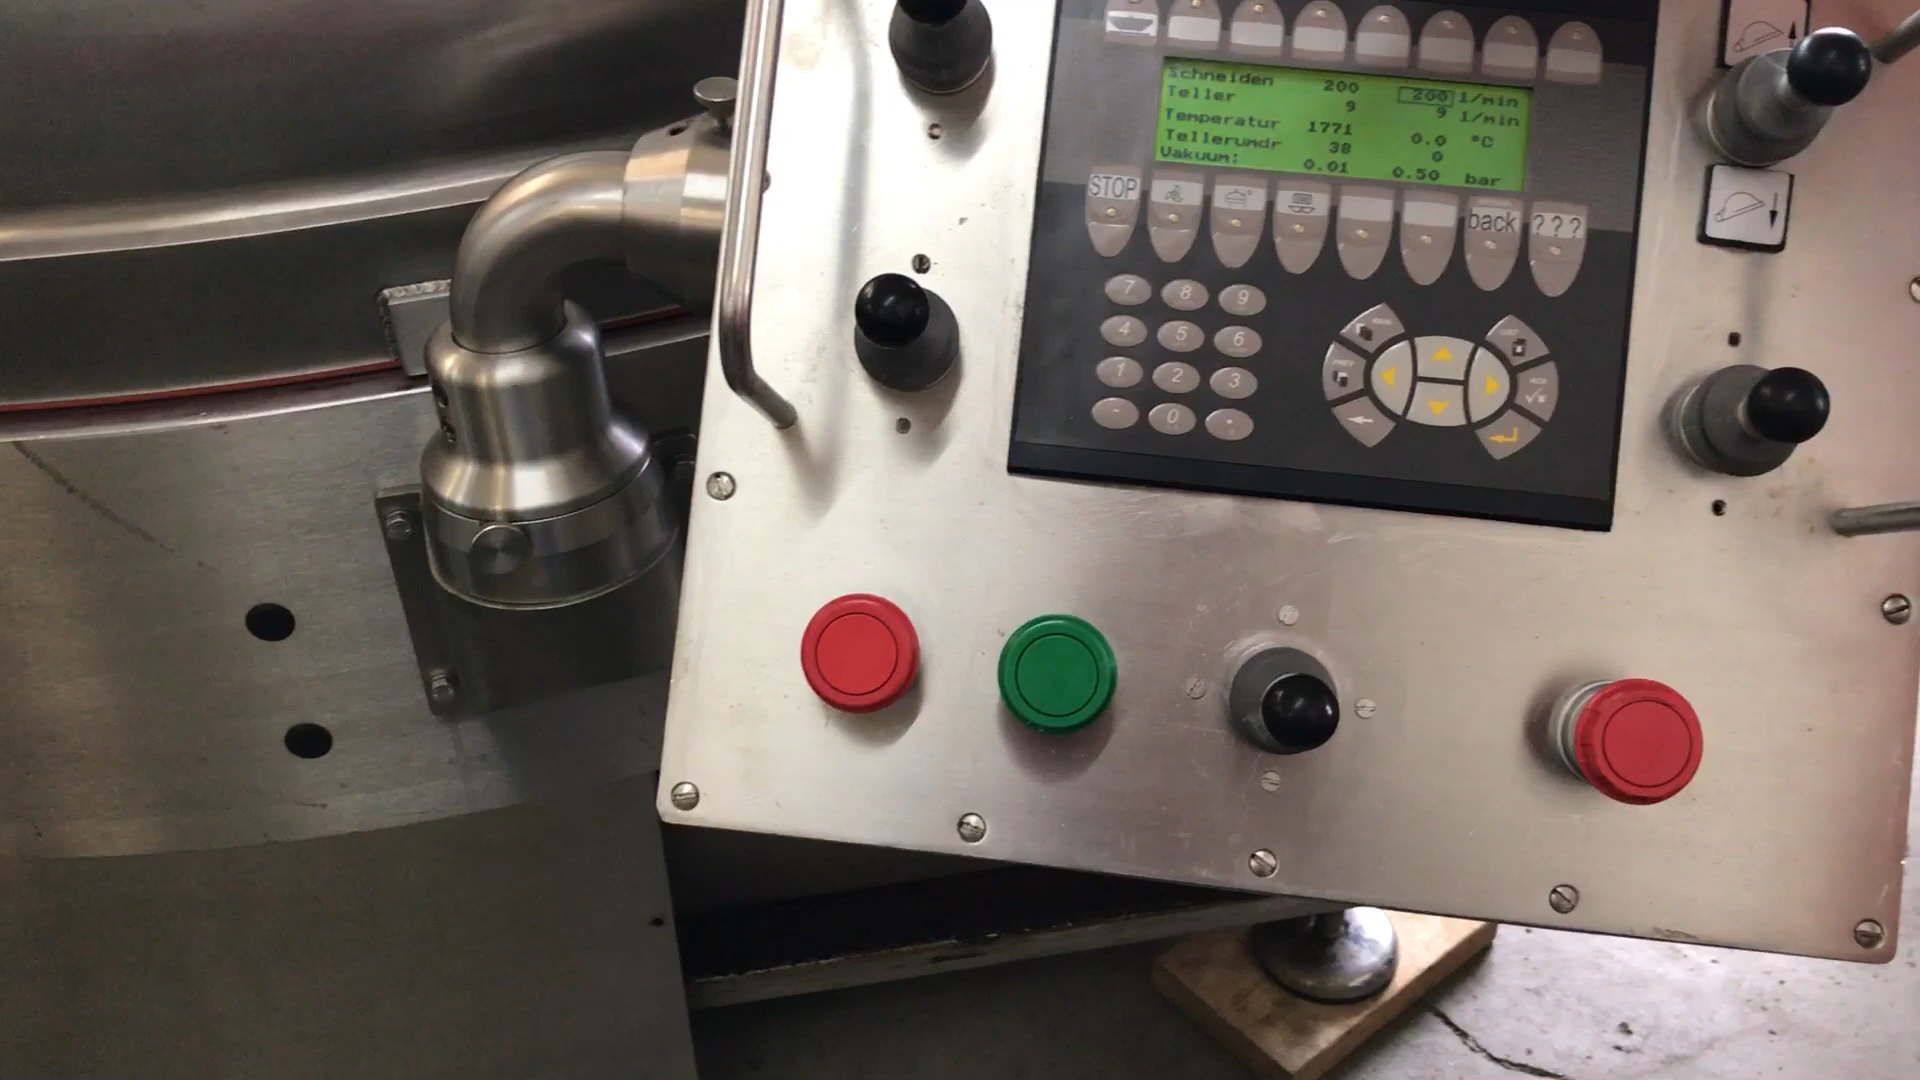 Schneiden 200 200 1/min
Teller 9 9 1/min
Temperatur 1771 0.0 °C
Tellerumdr 38 0
Vakuum: 0.01 0.50 bar
STOP back ???
7 8 9
4 5 6
1 2 3
- 0 .